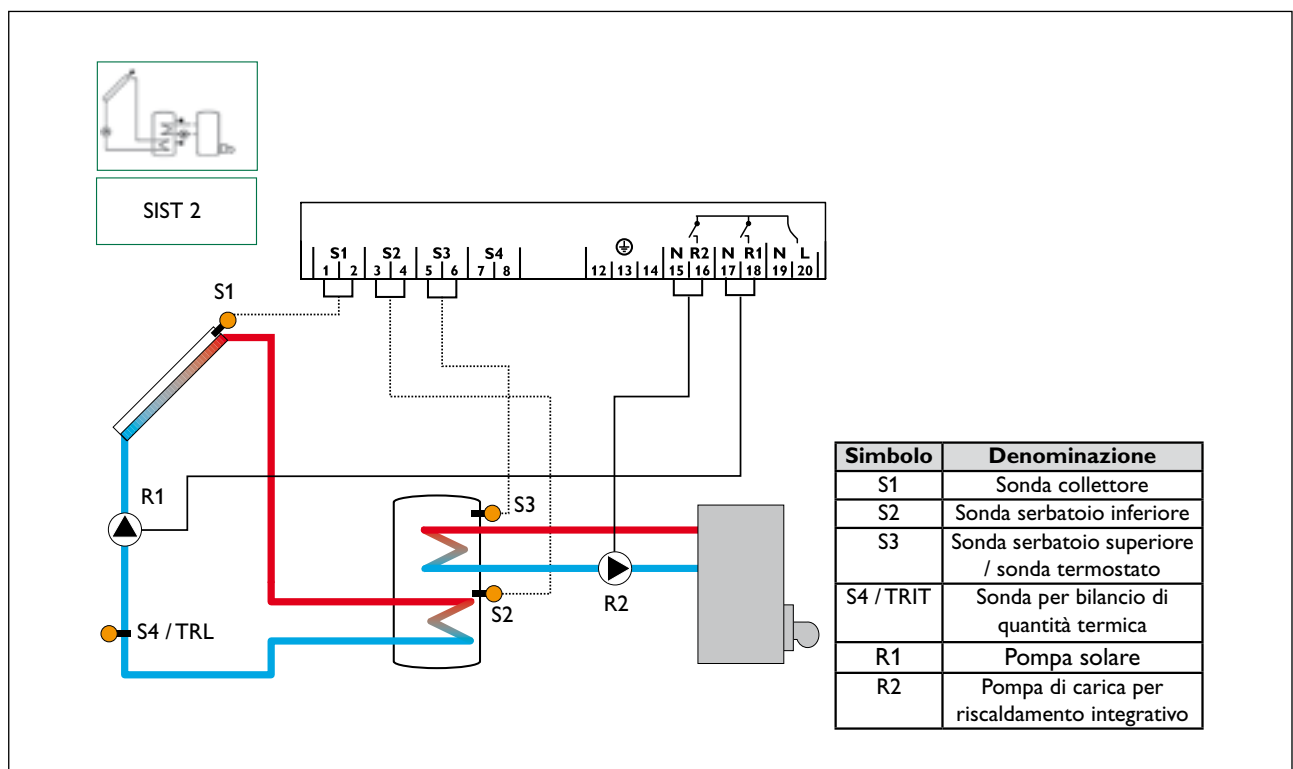 SIST 2
S1 S2 S3 S4 N R2 N R1 N L
1 2 3 4 5 6 7 8 12 13 14 15 16 17 18 19 20
S1
R1
S3
S2
R2
S4 / TRL
Simbolo Denominazione
S1 Sonda collettore
S2 Sonda serbatoio inferiore
S3 Sonda serbatoio superiore
/ sonda termostato
S4 / TRIT Sonda per bilancio di
quantità termica
R1 Pompa solare
R2 Pompa di carica per
riscaldamento integrativo